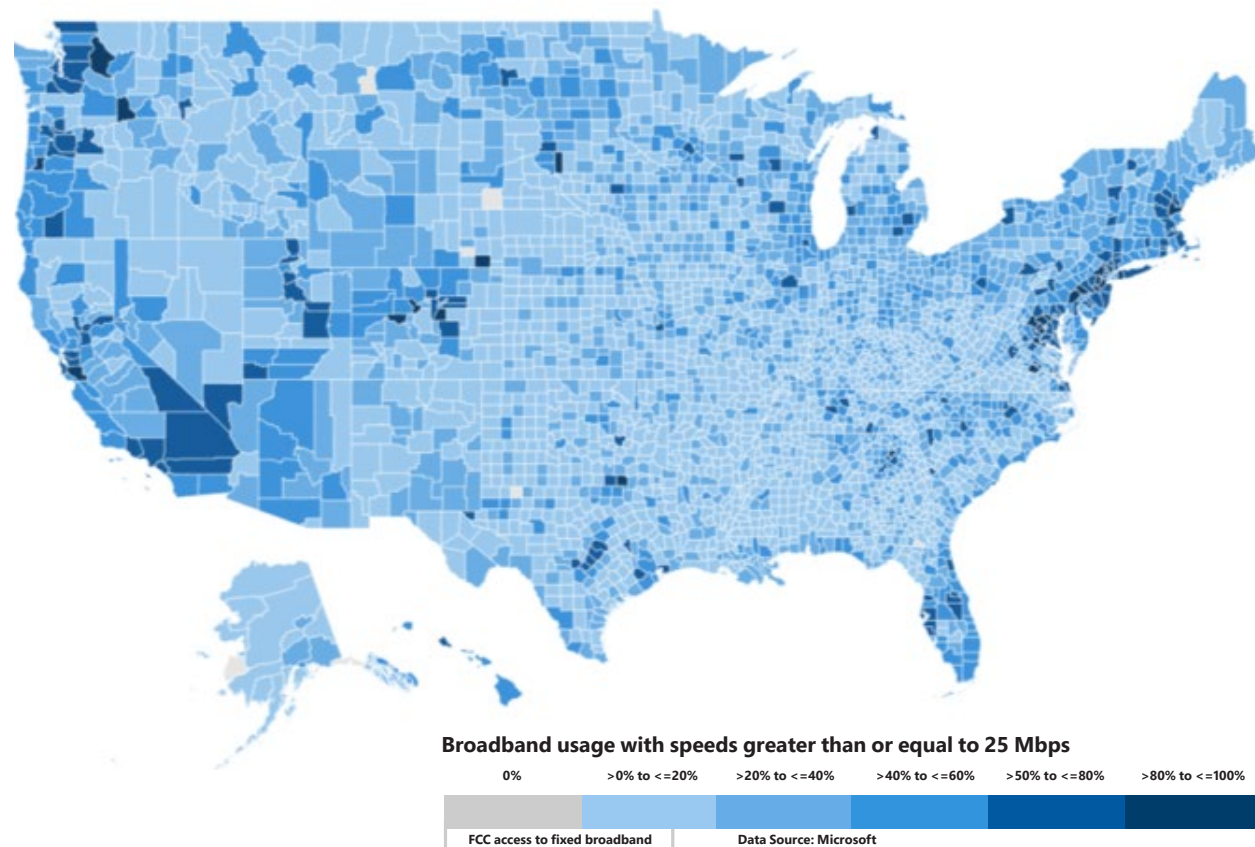 Broadband usage with speeds greater than or equal to 25 Mbps
0% >0% to <=20% >20% to <=40% >40% to <=60% >50% to <=80% >80% to <=100%
FCC access to fixed broadband Data Source: Microsoft